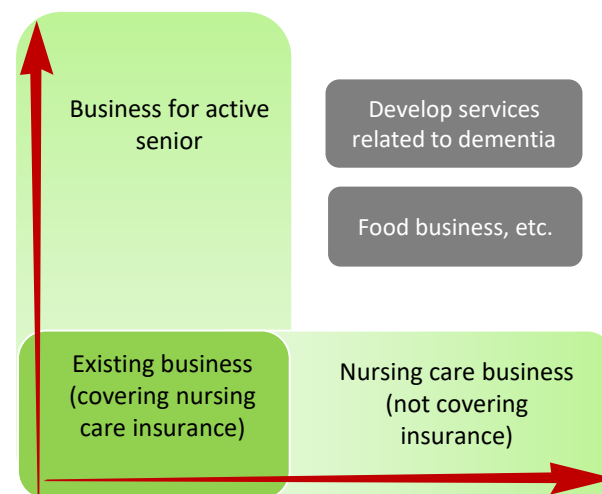 Business for active
senior
Develop services
related to dementia
Food business, etc.
Existing business
(covering nursing
care insurance)
Nursing care business
(not covering
insurance)